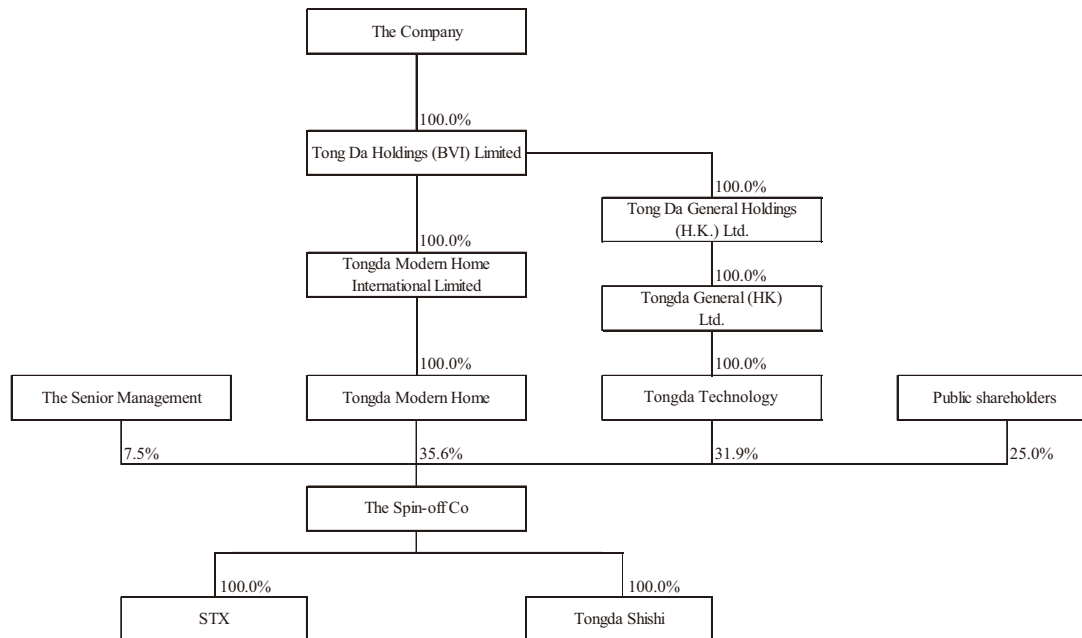 The Company
100.0%
Tong Da Holdings (BVI) Limited
100.0%
Tong Da General Holdings
(H.K.) Ltd.
100.0%
Tongda Modern Home
International Limited
100.0%
Tongda General (HK)
Ltd.
100.0%
100.0%
The Senior Management
Tongda Modern Home
Tongda Technology
Public shareholders
7.5%
35.6%
31.9%
25.0%
The Spin-off Co
100.0%
100.0%
STX
Tongda Shishi